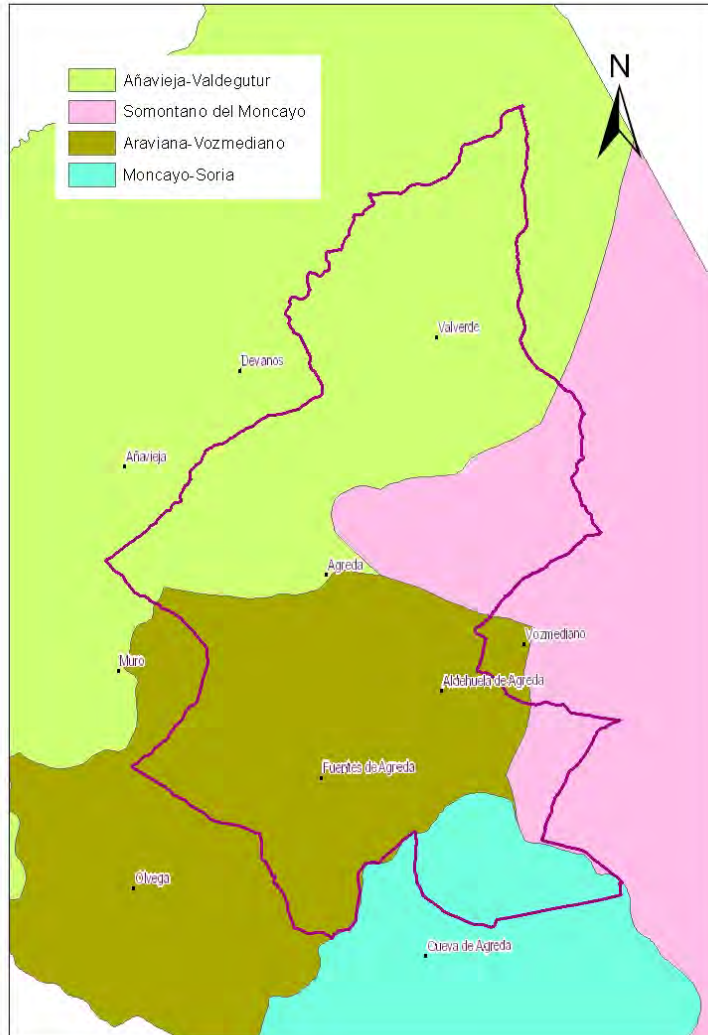 Añavieja-Valdegutur
Somontano del Moncayo
Araviana-Vozmediano
Moncayo-Soria
N
Valverde
Devanos
Añavieja
Agreda
Vozmediano
Muro
Aldehuela de Agreda
Fuentes de Agreda
Olvega
Cueva de Agreda